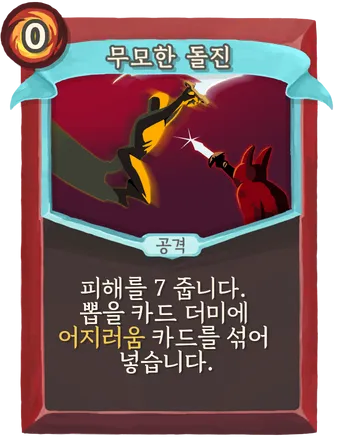 0
무모한 돌진
공격
피해를 7 줍니다.
뽑을 카드 더미에
어지러움 카드를 섞어
넣습니다.